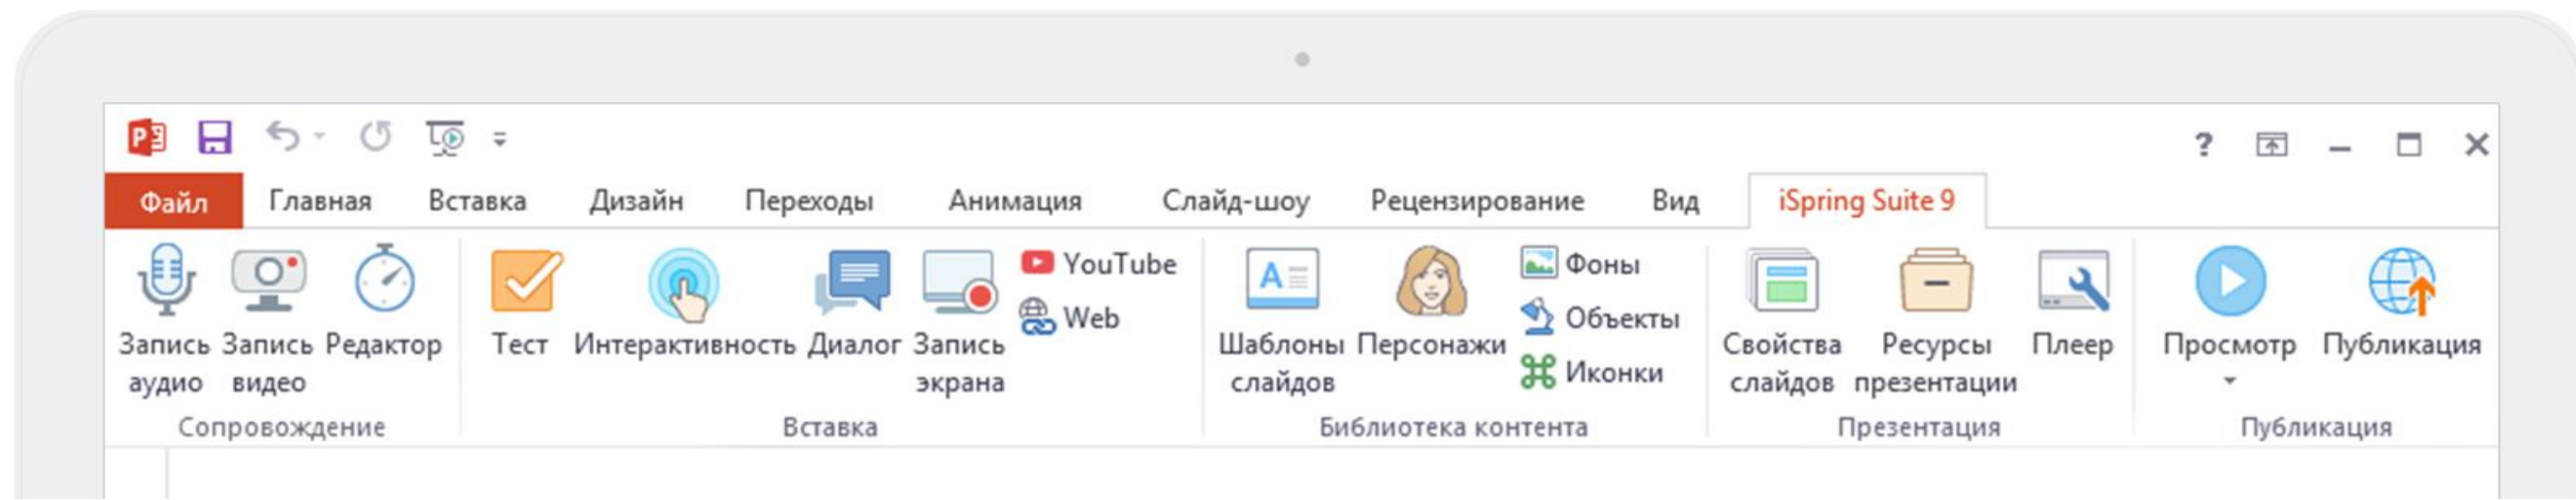 ?
Файл Главная Вставка Дизайн Переходы Анимация Слайд-шоу Рецензирование Вид iSpring Suite 9
YouTube Фоны
Web Объекты
Запись Запись Редактор Тест Интерактивность Диалог Запись Шаблоны Персонажи Свойства Ресурсы Плеер Просмотр Публикация
аудио видео экрана слайдов Иконки слайдов презентации
Сопровождение Вставка Библиотека контента Презентация Публикация